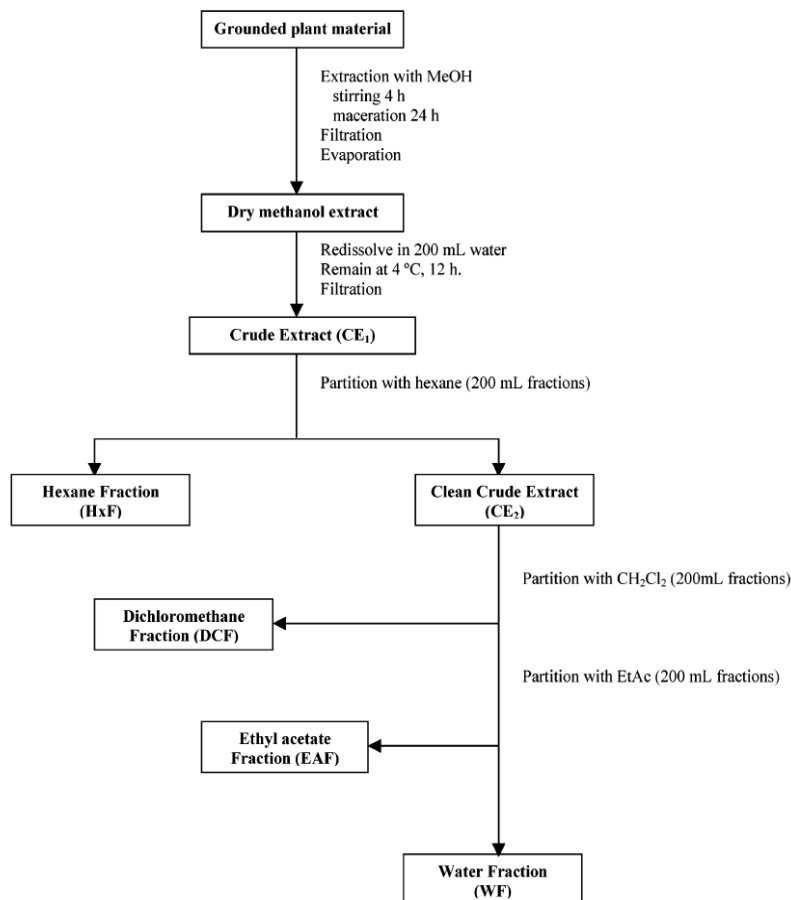 Grounded plant material
Extraction with MeOH
stirring 4 h
maceration 24 h
Filtration
Evaporation
Dry methanol extract
Redissolve in 200 mL water
Remain at 4 ºC, 12 h.
Filtration
Crude Extract (CE₁)
Partition with hexane (200 mL fractions)
Hexane Fraction
(HxF)
Clean Crude Extract
(CE₂)
Partition with CH₂Cl₂ (200mL fractions)
Dichloromethane
Fraction (DCF)
Partition with EtAc (200 mL fractions)
Ethyl acetate
Fraction (EAF)
Water Fraction
(WF)